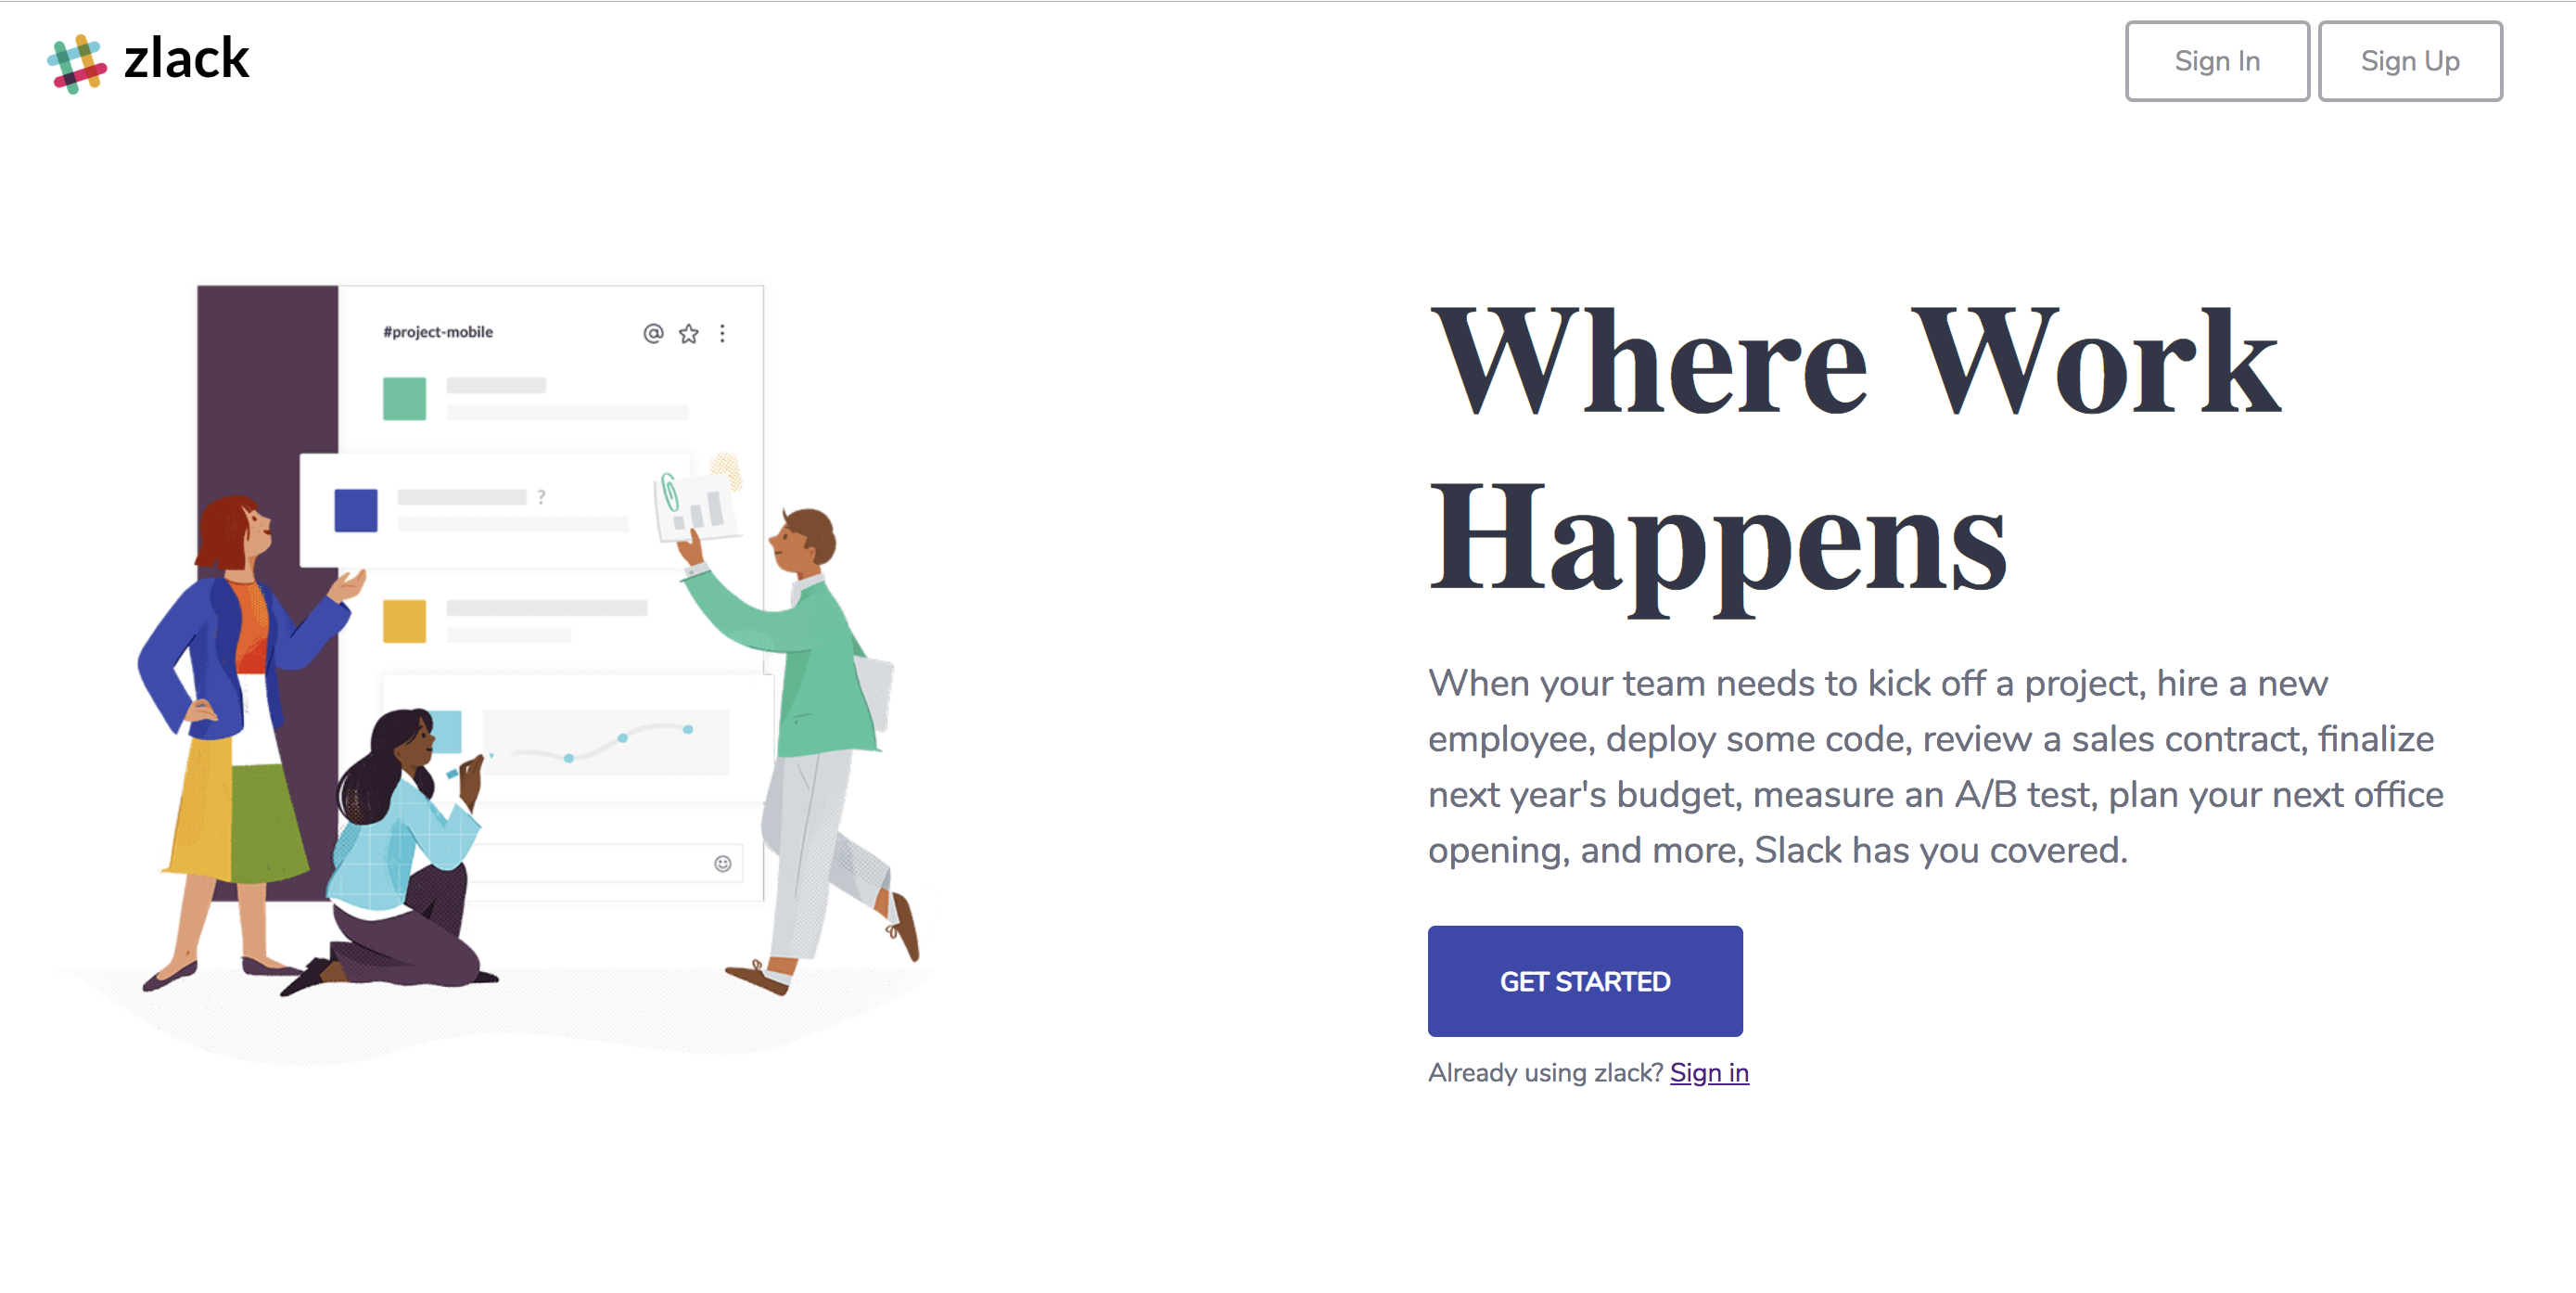 zlack
Sign In
Sign Up
#project-mobile
@
?
Where Work
Happens
When your team needs to kick off a project, hire a new
employee, deploy some code, review a sales contract, finalize
next year's budget, measure an A/B test, plan your next office
opening, and more, Slack has you covered.
GET STARTED
Already using zlack? Sign in